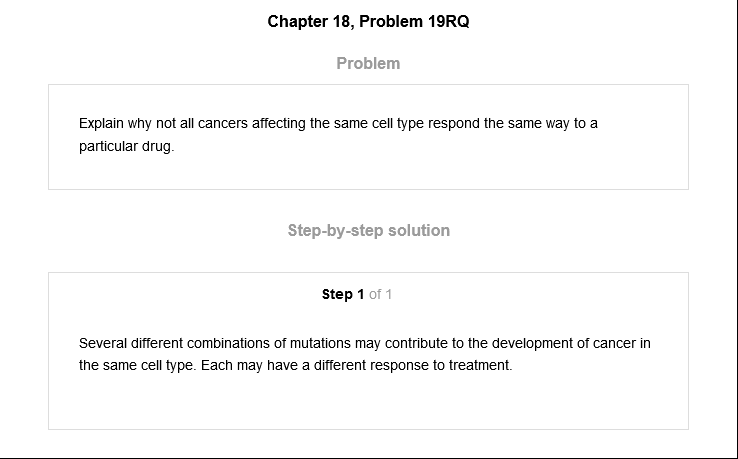 Chapter 18, Problem 19RQ
Problem
Explain why not all cancers affecting the same cell type respond the same way to a
particular drug.
Step-by-step solution
Step 1 of 1
Several different combinations of mutations may contribute to the development of cancer in
the same cell type. Each may have a different response to treatment.